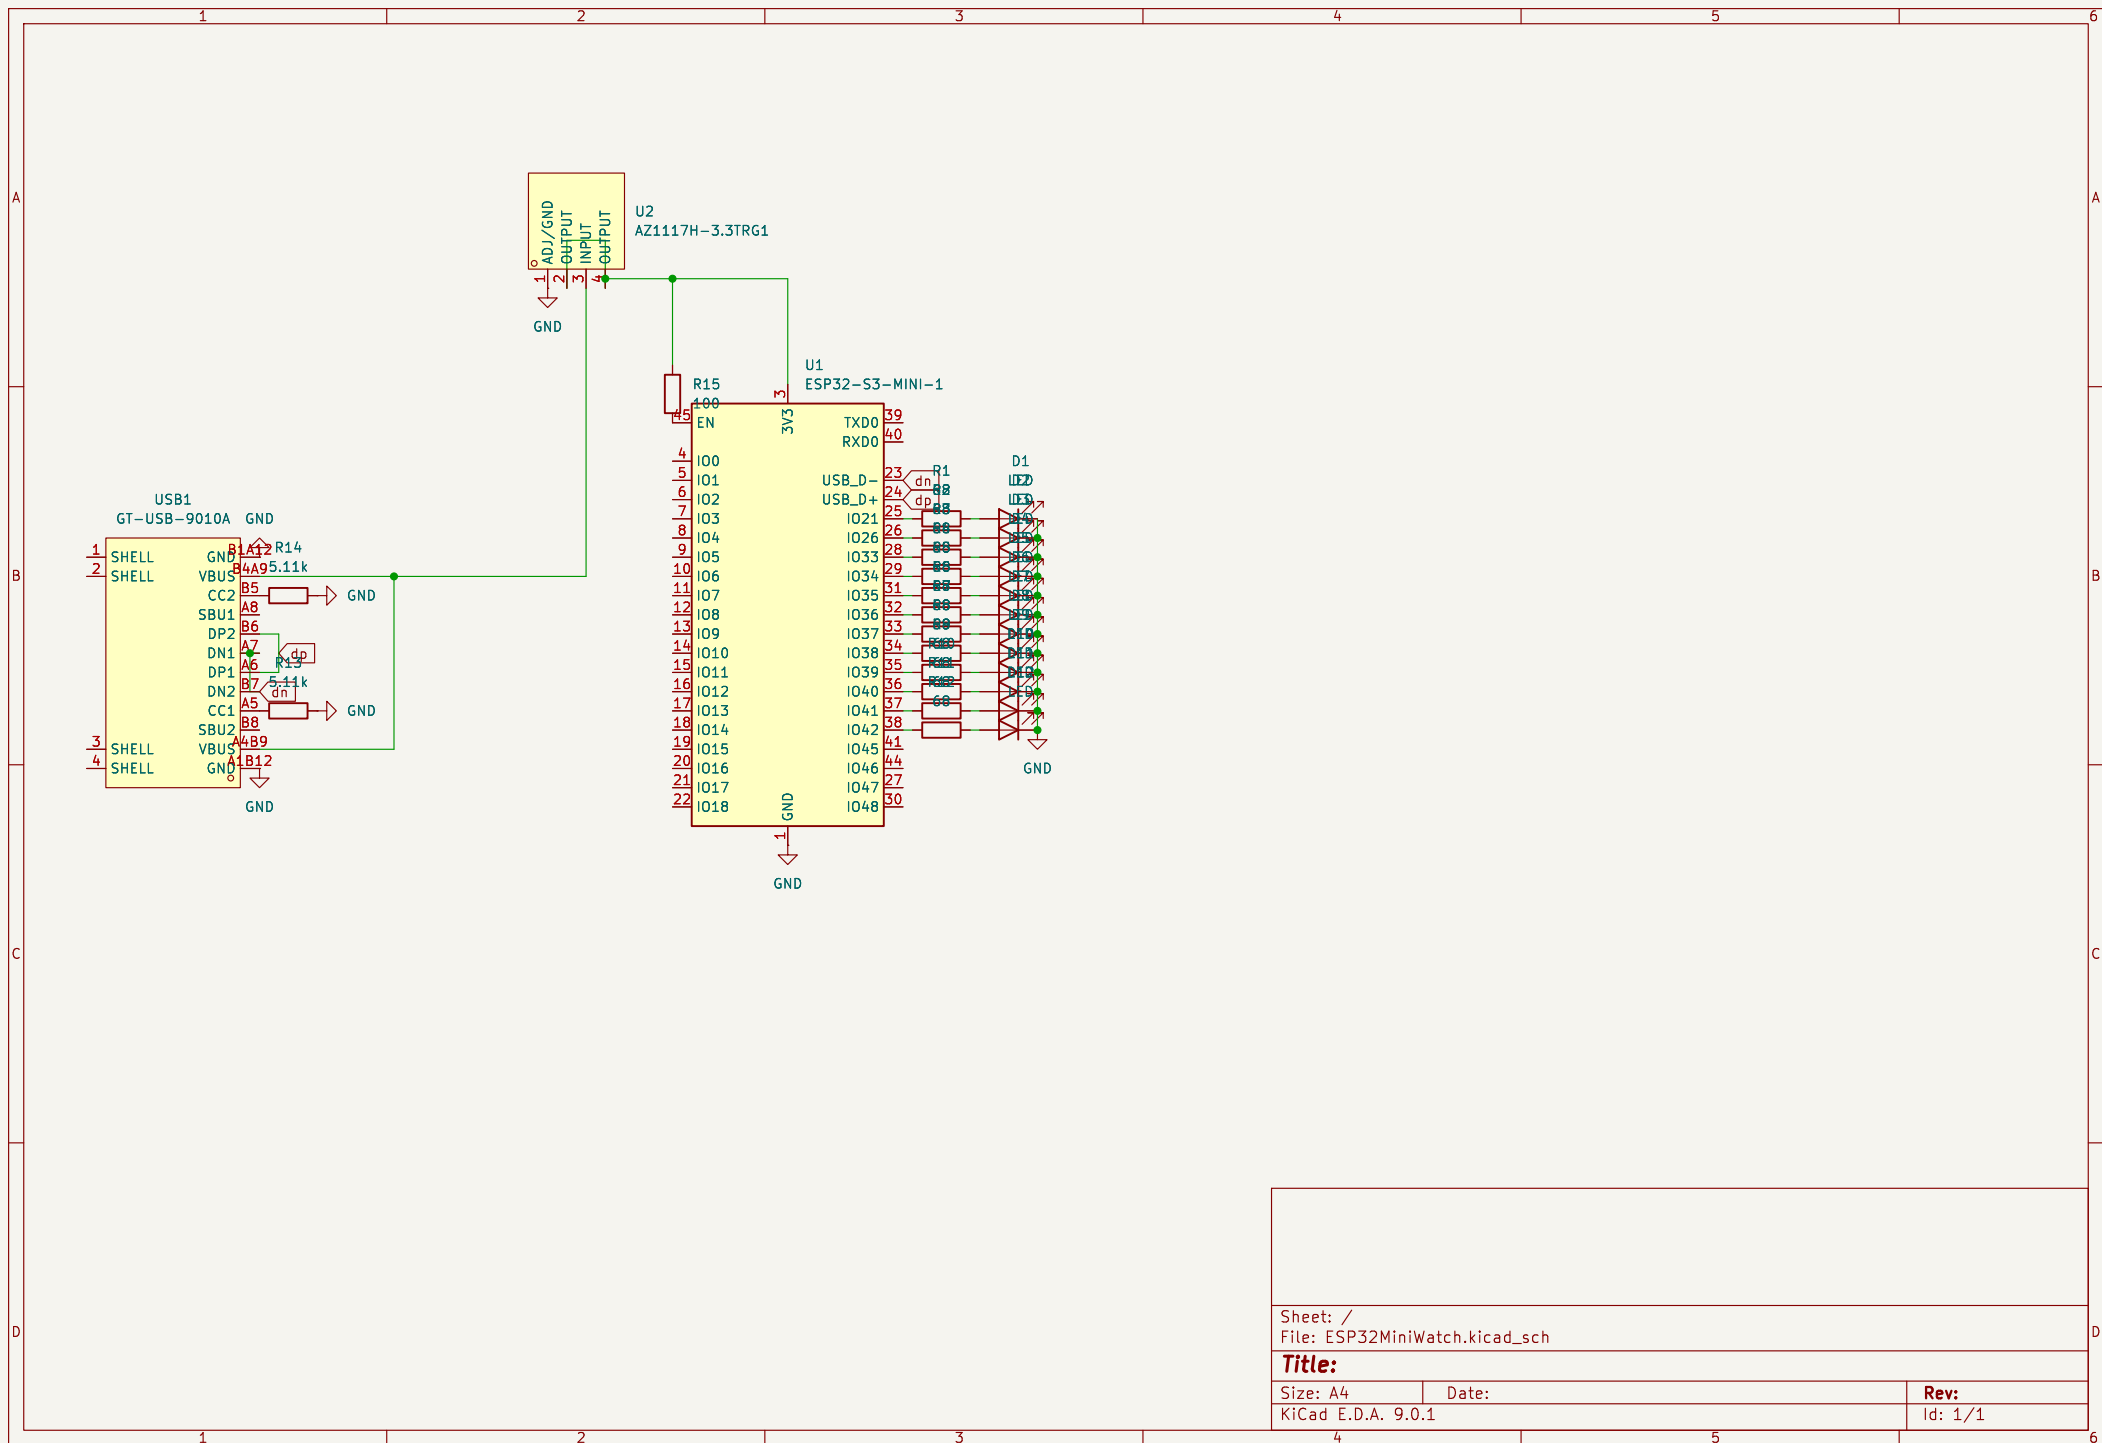 1 2 3 4 5 6
A A
U2
AZ1117H-3.3TRG1
ADJ/GND
OUTPUT
INPUT
OUTPUT
1 2 3 4
GND
U1
ESP32-S3-MINI-1
R15
100
3
3V3
45 EN
TXD0 39
RXD0 40
4 IO0
5 IO1
USB_D- 23
dn
6 IO2
USB_D+ 24
dp
7 IO3
IO21 25
8 IO4
IO26 26
9 IO5
IO33 28
10 IO6
IO34 29
11 IO7
IO35 31
12 IO8
IO36 32
13 IO9
IO37 33
14 IO10
IO38 34
15 IO11
IO39 35
16 IO12
IO40 36
17 IO13
IO41 37
18 IO14
IO42 38
19 IO15
IO45 41
20 IO16
IO46 44
21 IO17
IO47 27
22 IO18
IO48 30
GND
1
GND
R1
68
D1
GND
USB1
GT-USB-9010A
GND
1 SHELL
GND B1A12
R14
5.11k
2 SHELL
VBUS B4A9
CC2 B5
GND
SBU1 A8
DP2 B6
DN1 A7
dp
DP1 A6
R13
5.11k
DN2 B7
dn
CC1 A5
GND
SBU2 B8
3 SHELL
VBUS A4B9
4 SHELL
GND A1B12
GND
B B
C C
D D
Sheet: /
File: ESP32MiniWatch.kicad_sch
Title:
Size: A4
Date:
Rev:
KiCad E.D.A. 9.0.1
Id: 1/1
1 2 3 4 5 6